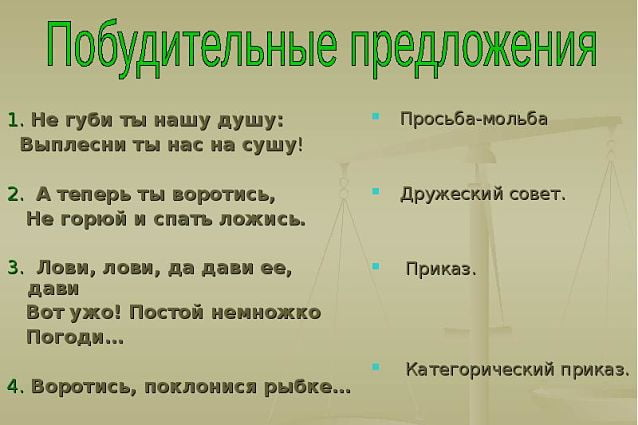 Побудительные предложения
1. Не губи ты нашу душу:
Выплесни ты нас на сушу!
2. А теперь ты воротись,
Не горюй и спать ложись.
3. Лови, лови, да дави ее,
дави
Вот ужо! Постой немножко
Погоди…
4. Воротись, поклонися рыбке…
Просьба-мольба
Дружеский совет.
Приказ.
Категорический приказ.